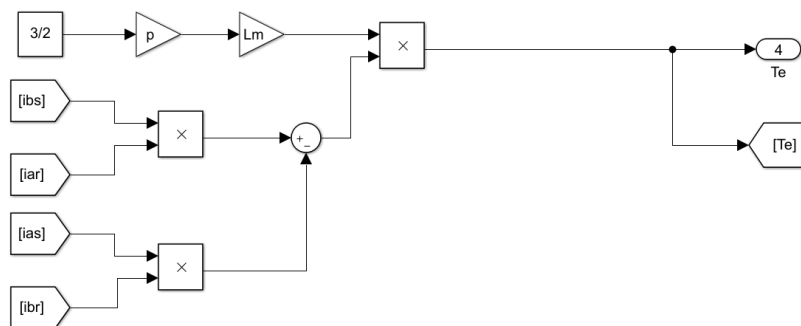 3/2
p
Lm
×
4
Te
[ibs]
×
+
−
[iar]
[Te]
[ias]
×
[ibr]